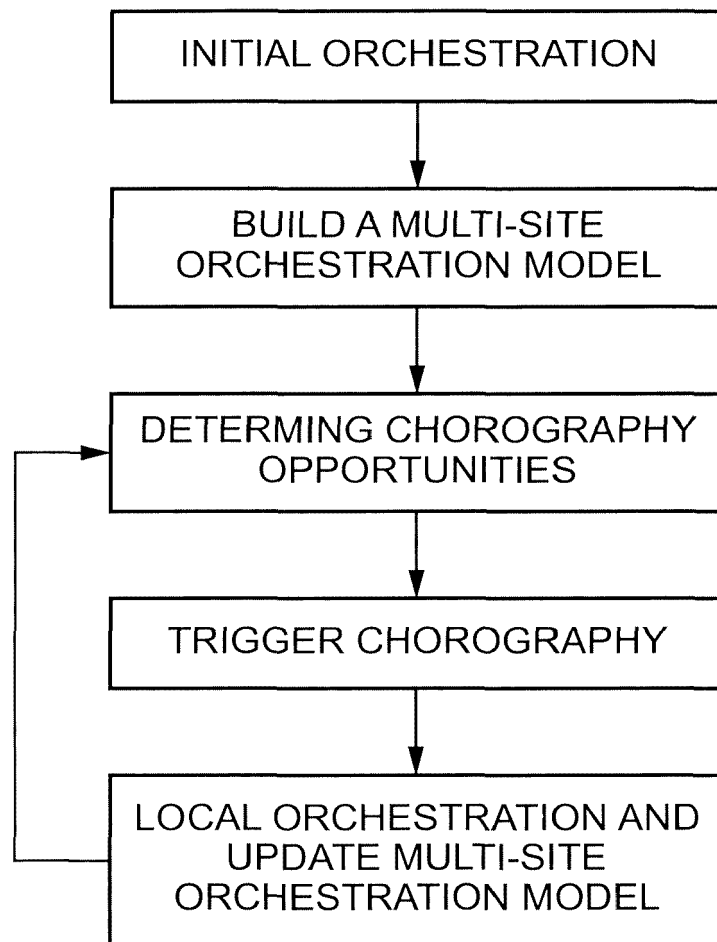 INITIAL ORCHESTRATION
BUILD A MULTI-SITE
ORCHESTRATION MODEL
DETERMING CHOROGRAPHY
OPPORTUNITIES
TRIGGER CHOROGRAPHY
LOCAL ORCHESTRATION AND
UPDATE MULTI-SITE
ORCHESTRATION MODEL